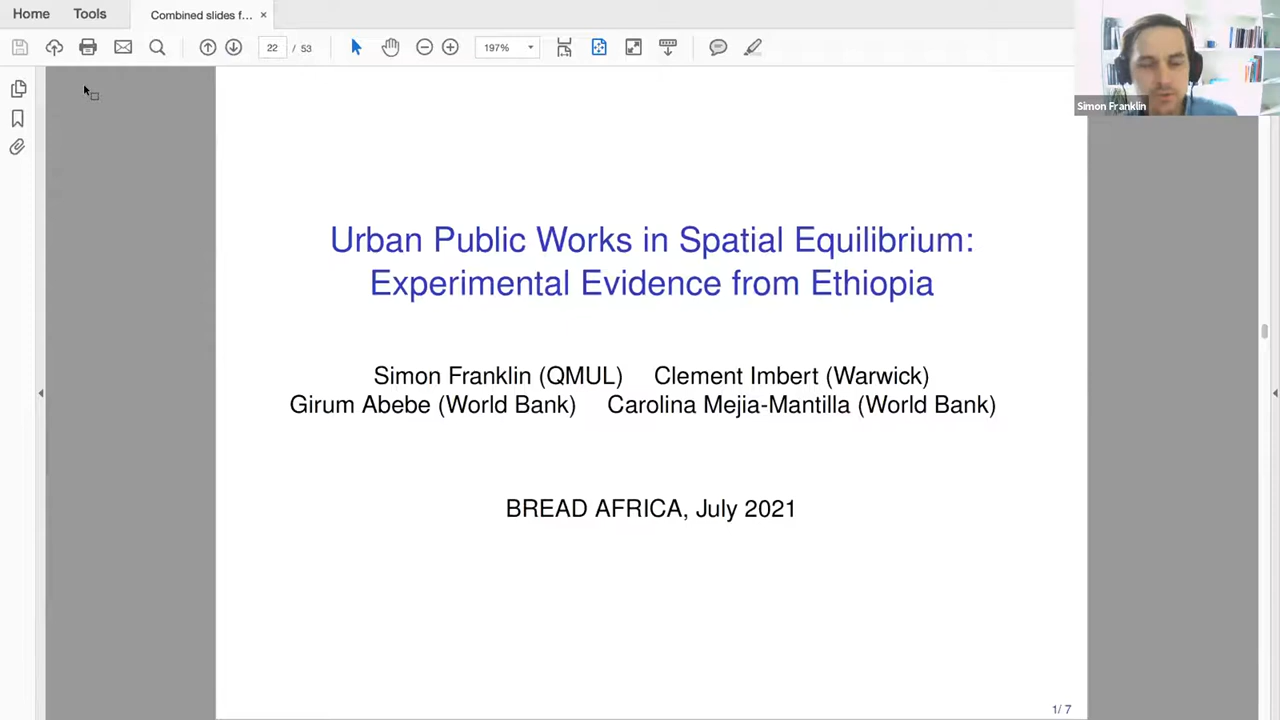 Home Tools Combined slides f... ×
22 / 53 197%
Simon Franklin
Urban Public Works in Spatial Equilibrium:
Experimental Evidence from Ethiopia
Simon Franklin (QMUL) Clement Imbert (Warwick)
Girum Abebe (World Bank) Carolina Mejia-Mantilla (World Bank)
BREAD AFRICA, July 2021
1/ 7